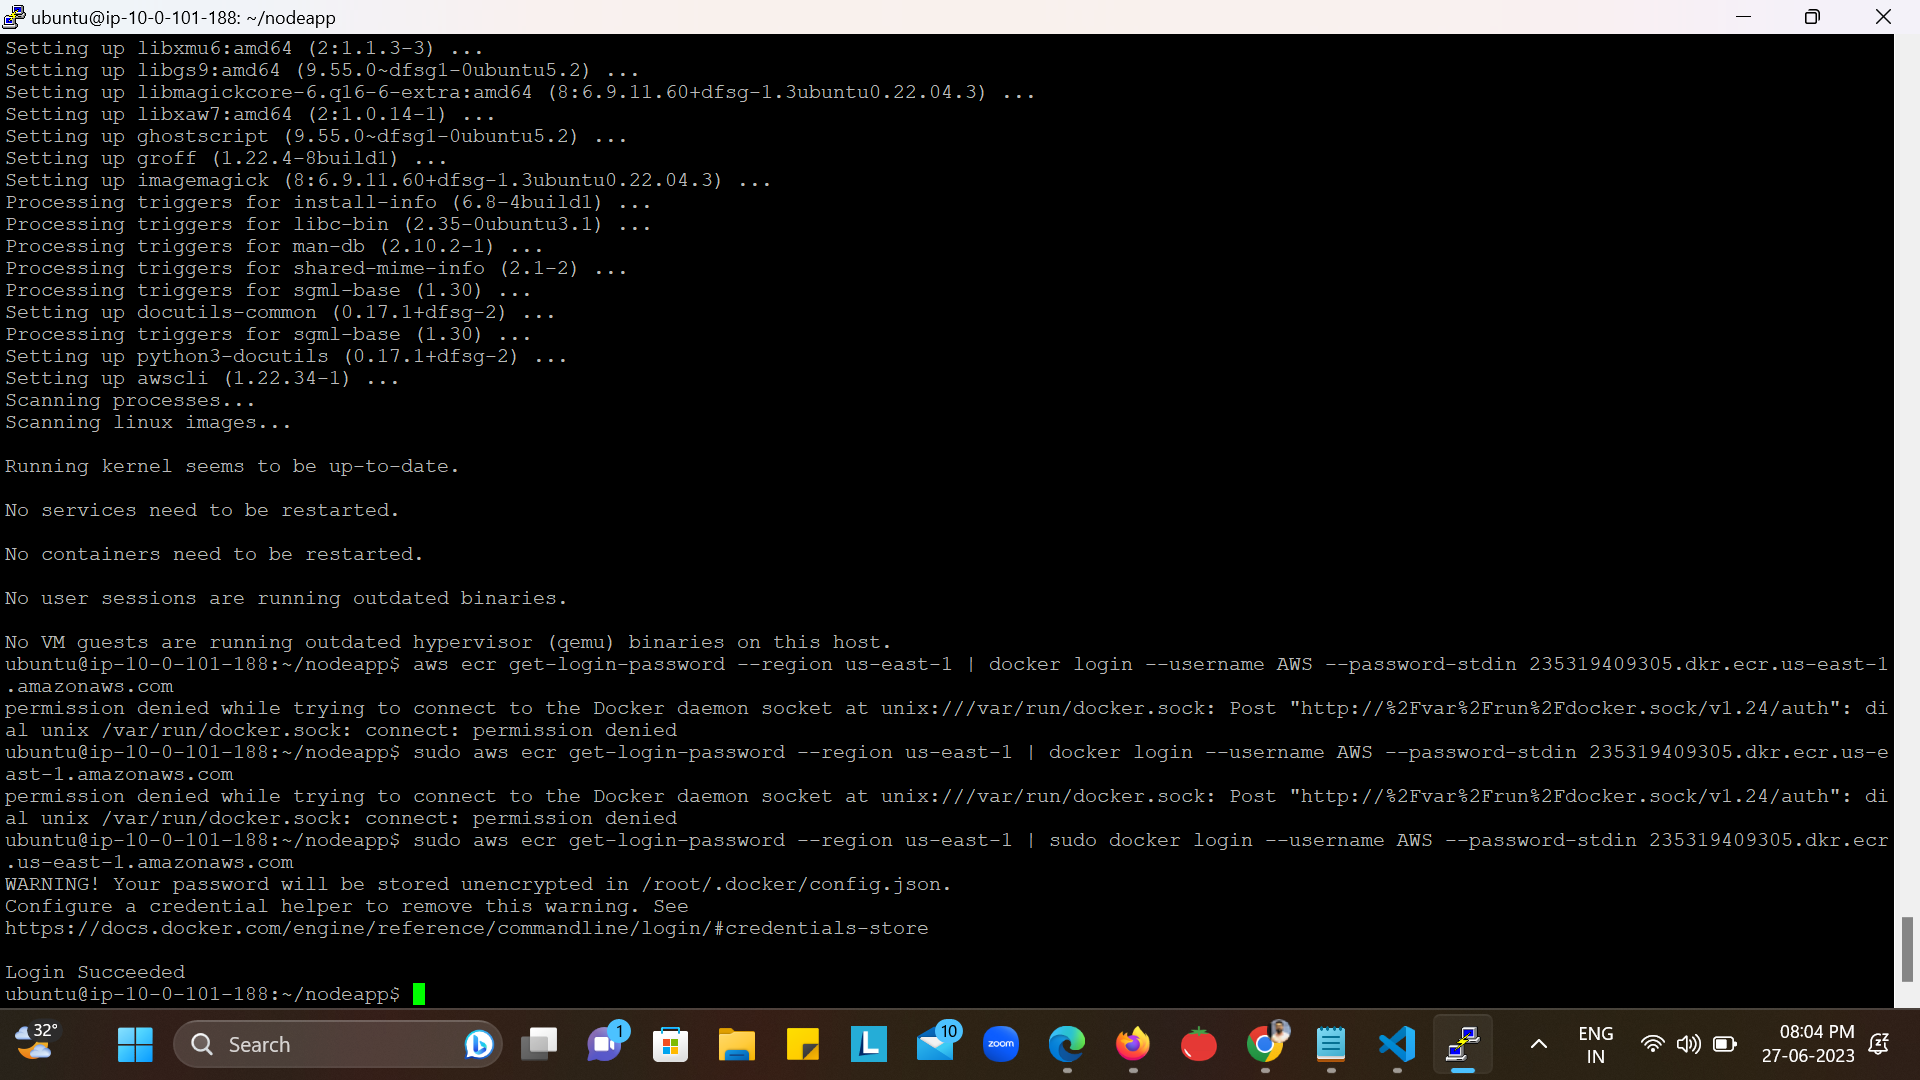 ubuntu@ip-10-0-101-188: ~/nodeapp
Setting up libxmu6:amd64 (2:1.1.3-3) ...
Setting up libgs9:amd64 (9.55.0~dfsg1-0ubuntu5.2) ...
Setting up libmagickcore-6.q16-6-extra:amd64 (8:6.9.11.60+dfsg-1.3ubuntu0.22.04.3) ...
Setting up libxaw7:amd64 (2:1.0.14-1) ...
Setting up ghostscript (9.55.0~dfsg1-0ubuntu5.2) ...
Setting up groff (1.22.4-8build1) ...
Setting up imagemagick (8:6.9.11.60+dfsg-1.3ubuntu0.22.04.3) ...
Processing triggers for install-info (6.8-4build1) ...
Processing triggers for libc-bin (2.35-0ubuntu3.1) ...
Processing triggers for man-db (2.10.2-1) ...
Processing triggers for shared-mime-info (2.1-2) ...
Processing triggers for sgml-base (1.30) ...
Setting up docutils-common (0.17.1+dfsg-2) ...
Processing triggers for sgml-base (1.30) ...
Setting up python3-docutils (0.17.1+dfsg-2) ...
Setting up awscli (1.22.34-1) ...
Scanning processes...
Scanning linux images...
Running kernel seems to be up-to-date.
No services need to be restarted.
No containers need to be restarted.
No user sessions are running outdated binaries.
No VM guests are running outdated hypervisor (qemu) binaries on this host.
ubuntu@ip-10-0-101-188:~/nodeapp$ aws ecr get-login-password --region us-east-1 | docker login --username AWS --password-stdin 235319409305.dkr.ecr.us-east-1
.amazonaws.com
permission denied while trying to connect to the Docker daemon socket at unix:///var/run/docker.sock: Post "http://%2Fvar%2Frun%2Fdocker.sock/v1.24/auth": di
al unix /var/run/docker.sock: connect: permission denied
ubuntu@ip-10-0-101-188:~/nodeapp$ sudo aws ecr get-login-password --region us-east-1 | docker login --username AWS --password-stdin 235319409305.dkr.ecr.us-e
ast-1.amazonaws.com
permission denied while trying to connect to the Docker daemon socket at unix:///var/run/docker.sock: Post "http://%2Fvar%2Frun%2Fdocker.sock/v1.24/auth": di
al unix /var/run/docker.sock: connect: permission denied
ubuntu@ip-10-0-101-188:~/nodeapp$ sudo aws ecr get-login-password --region us-east-1 | sudo docker login --username AWS --password-stdin 235319409305.dkr.ecr
.us-east-1.amazonaws.com
WARNING! Your password will be stored unencrypted in /root/.docker/config.json.
Configure a credential helper to remove this warning. See
https://docs.docker.com/engine/reference/commandline/login/#credentials-store
Login Succeeded
ubuntu@ip-10-0-101-188:~/nodeapp$
32°
Search
1
L
10
zoom
ENG
IN
08:04 PM
27-06-2023